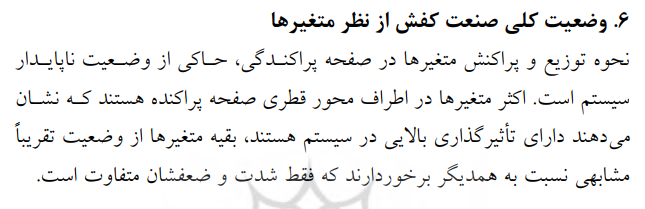 ۶. وضعیت کلی صنعت کفش از نظر متغیرها
نحوه توزیع و پراکنش متغیرها در صفحه پراکندگی، حاکی از وضعیت ناپایدار
سیستم است. اکثر متغیرها در اطراف محور قطری صفحه پراکنده هستند که نشان
می‌دهند دارای تأثیرگذاری بالایی در سیستم هستند، بقیه متغیرها از وضعیت تقریباً
مشابهی نسبت به همدیگر برخوردارند که فقط شدت و ضعفشان متفاوت است.